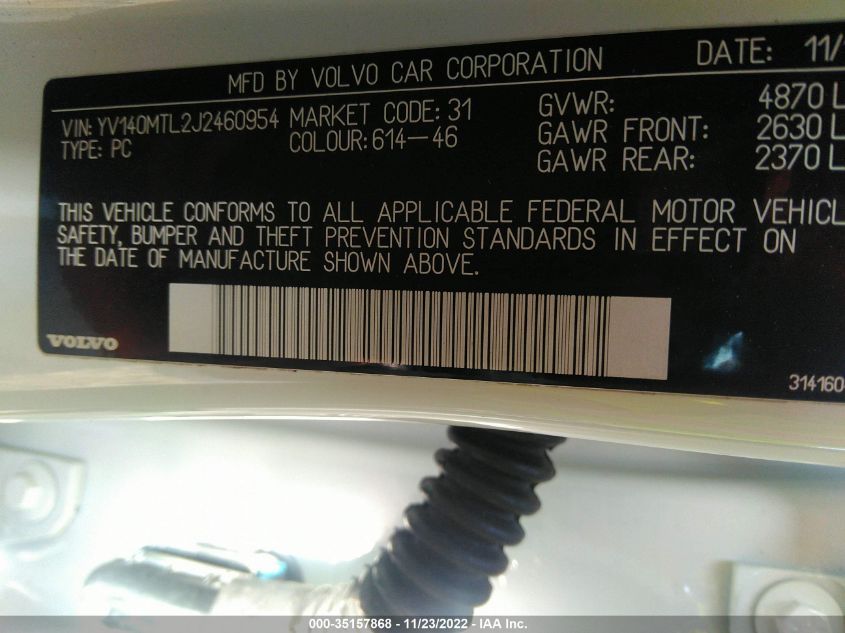 MFD BY VOLVO CAR CORPORATION DATE: 11/
VIN: YV140MTL2J2460954 MARKET CODE: 31 GVWR: 4870 L
TYPE: PC COLOUR: 614-46 GAWR FRONT: 2630 L
GAWR REAR: 2370 L
THIS VEHICLE CONFORMS TO ALL APPLICABLE FEDERAL MOTOR VEHICL
SAFETY, BUMPER AND THEFT PREVENTION STANDARDS IN EFFECT ON
THE DATE OF MANUFACTURE SHOWN ABOVE.
VOLVO
314160
000-35157868 - 11/23/2022 - IAA Inc.